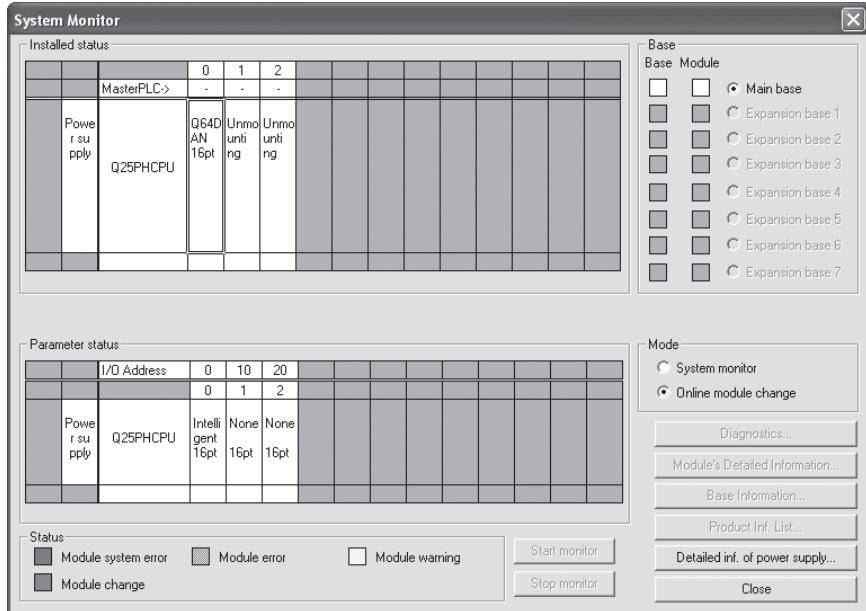 System Monitor
Installed status
0 1 2
MasterPLC-> - - -
Powe
r su
pply
Q25PHCPU
Q64D
AN
16pt
Unmo
unti
ng
Unmo
unti
ng
Base
Base Module
Main base
Expansion base 1
Expansion base 2
Expansion base 3
Expansion base 4
Expansion base 5
Expansion base 6
Expansion base 7
Parameter status
I/O Address 0 10 20
0 1 2
Powe
r su
pply
Q25PHCPU
Intelli
gent
16pt
None
16pt
None
16pt
Mode
System monitor
Online module change
Diagnostics...
Module's Detailed Information...
Base Information...
Product Inf. List...
Detailed inf. of power supply...
Close
Status
Module system error
Module error
Module warning
Module change
Start monitor
Stop monitor